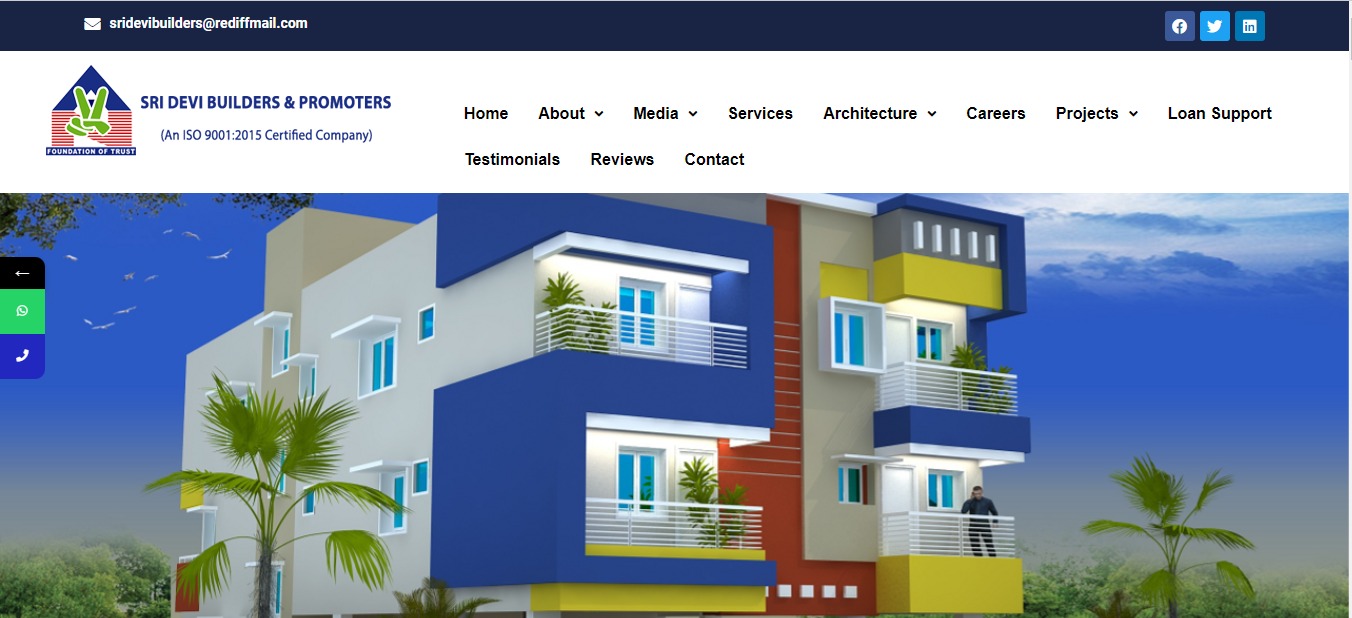 sridevibuilders@rediffmail.com
SRI DEVI BUILDERS & PROMOTERS
(An ISO 9001:2015 Certified Company)
FOUNDATION OF TRUST
Home About Media Services Architecture Careers Projects Loan Support
Testimonials Reviews Contact